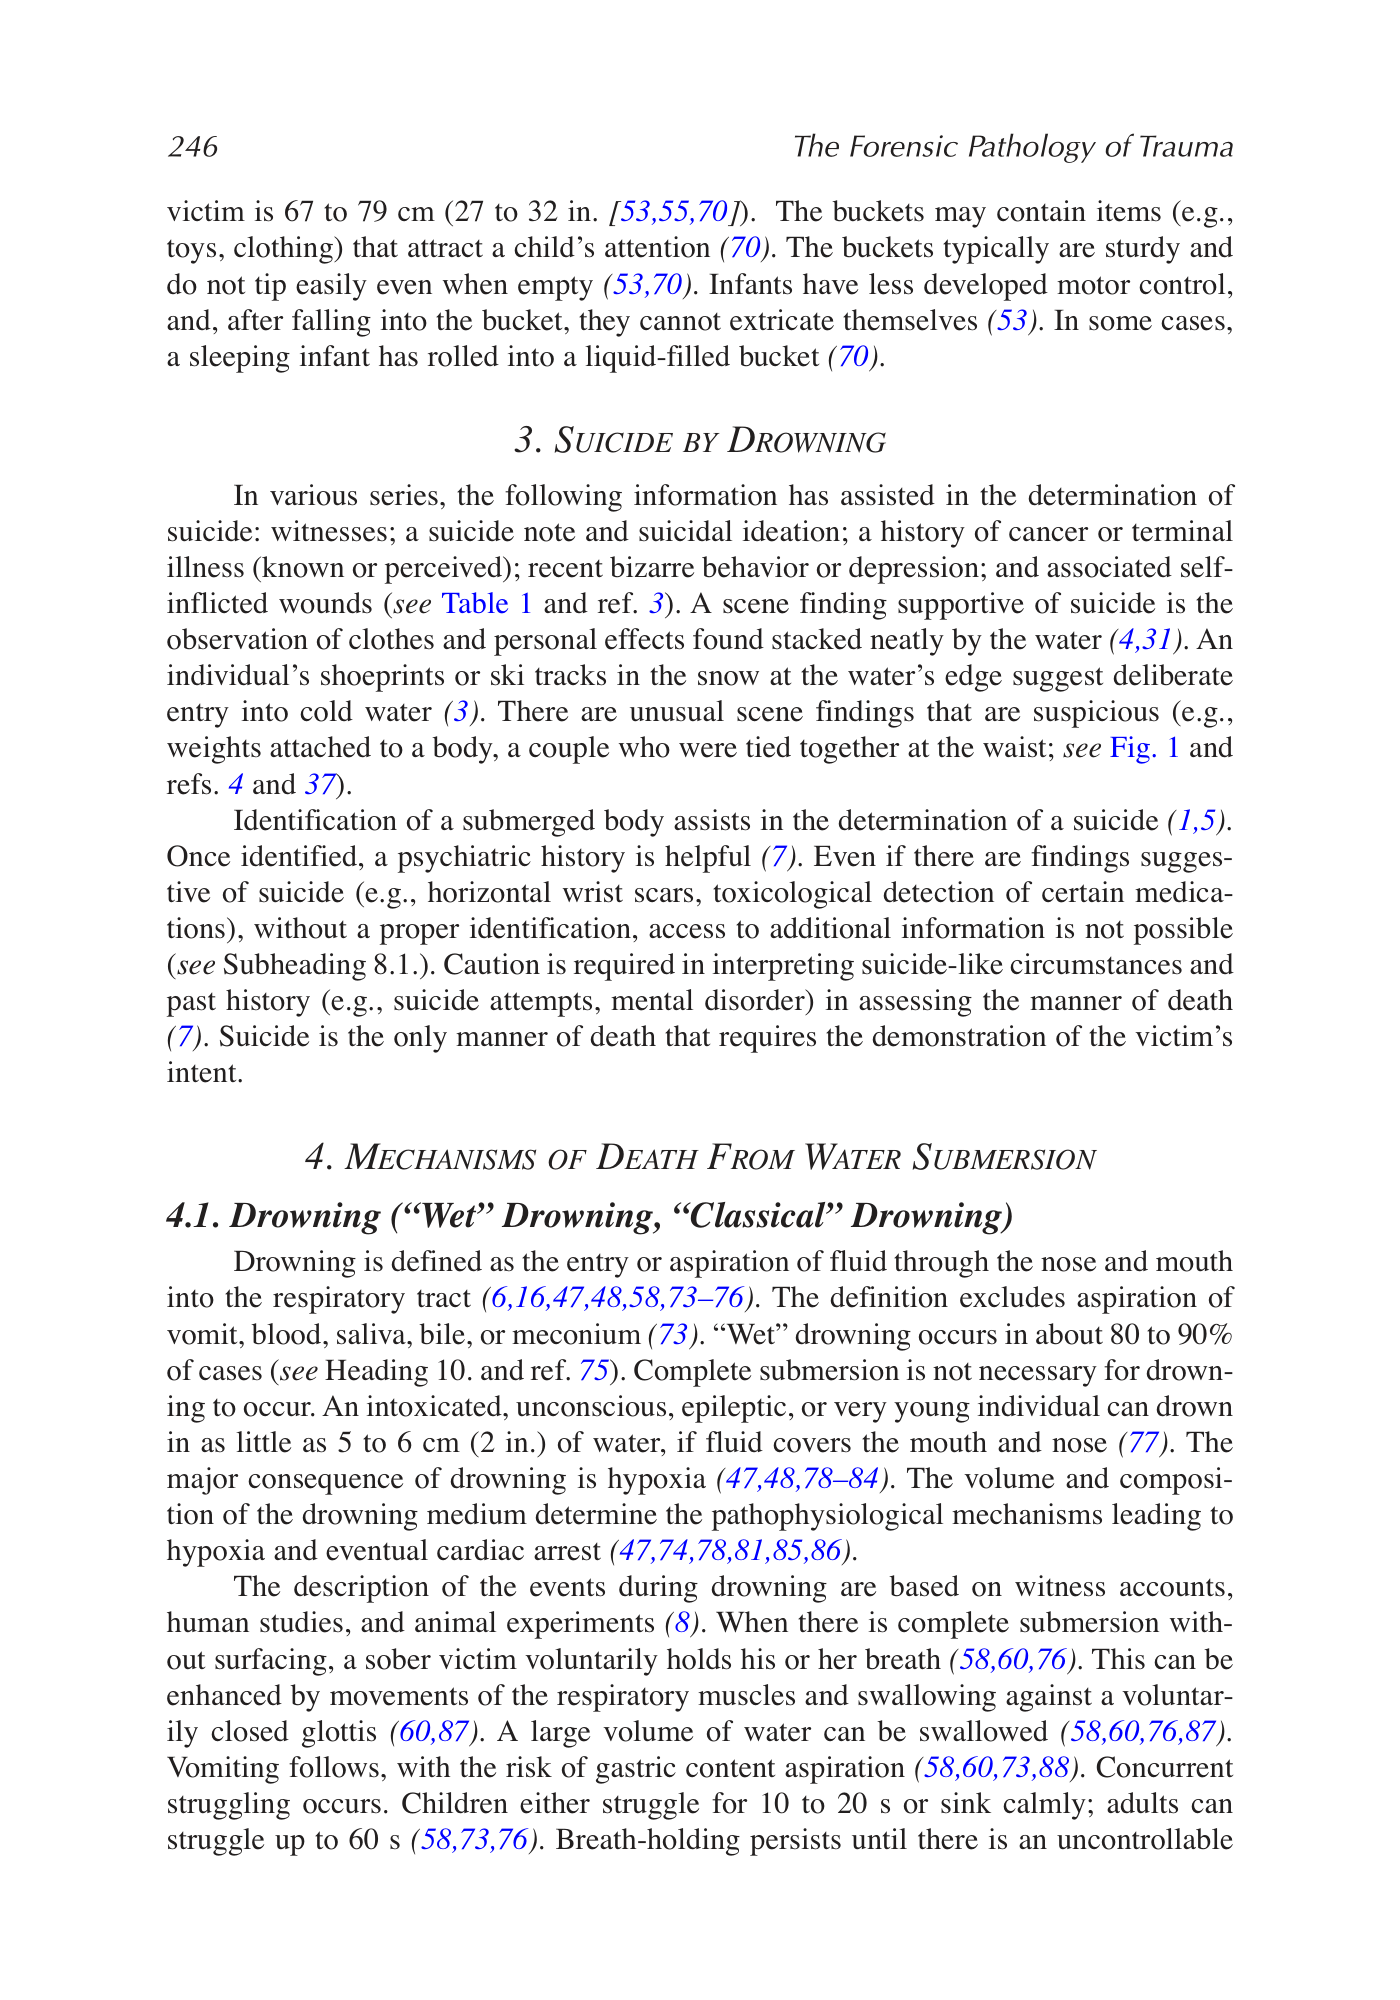 246 The Forensic Pathology of Trauma
victim is 67 to 79 cm (27 to 32 in. [53,55,70]). The buckets may contain items (e.g.,
toys, clothing) that attract a child’s attention (70). The buckets typically are sturdy and
do not tip easily even when empty (53,70). Infants have less developed motor control,
and, after falling into the bucket, they cannot extricate themselves (53). In some cases,
a sleeping infant has rolled into a liquid-filled bucket (70).
3. SUICIDE BY DROWNING
In various series, the following information has assisted in the determination of
suicide: witnesses; a suicide note and suicidal ideation; a history of cancer or terminal
illness (known or perceived); recent bizarre behavior or depression; and associated self-
inflicted wounds (see Table 1 and ref. 3). A scene finding supportive of suicide is the
observation of clothes and personal effects found stacked neatly by the water (4,31). An
individual’s shoeprints or ski tracks in the snow at the water’s edge suggest deliberate
entry into cold water (3). There are unusual scene findings that are suspicious (e.g.,
weights attached to a body, a couple who were tied together at the waist; see Fig. 1 and
refs. 4 and 37).
Identification of a submerged body assists in the determination of a suicide (1,5).
Once identified, a psychiatric history is helpful (7). Even if there are findings sugges-
tive of suicide (e.g., horizontal wrist scars, toxicological detection of certain medica-
tions), without a proper identification, access to additional information is not possible
(see Subheading 8.1.). Caution is required in interpreting suicide-like circumstances and
past history (e.g., suicide attempts, mental disorder) in assessing the manner of death
(7). Suicide is the only manner of death that requires the demonstration of the victim’s
intent.
4. MECHANISMS OF DEATH FROM WATER SUBMERSION
4.1. Drowning (“Wet” Drowning, “Classical” Drowning)
Drowning is defined as the entry or aspiration of fluid through the nose and mouth
into the respiratory tract (6,16,47,48,58,73–76). The definition excludes aspiration of
vomit, blood, saliva, bile, or meconium (73). “Wet” drowning occurs in about 80 to 90%
of cases (see Heading 10. and ref. 75). Complete submersion is not necessary for drown-
ing to occur. An intoxicated, unconscious, epileptic, or very young individual can drown
in as little as 5 to 6 cm (2 in.) of water, if fluid covers the mouth and nose (77). The
major consequence of drowning is hypoxia (47,48,78–84). The volume and composi-
tion of the drowning medium determine the pathophysiological mechanisms leading to
hypoxia and eventual cardiac arrest (47,74,78,81,85,86).
The description of the events during drowning are based on witness accounts,
human studies, and animal experiments (8). When there is complete submersion with-
out surfacing, a sober victim voluntarily holds his or her breath (58,60,76). This can be
enhanced by movements of the respiratory muscles and swallowing against a voluntar-
ily closed glottis (60,87). A large volume of water can be swallowed (58,60,76,87).
Vomiting follows, with the risk of gastric content aspiration (58,60,73,88). Concurrent
struggling occurs. Children either struggle for 10 to 20 s or sink calmly; adults can
struggle up to 60 s (58,73,76). Breath-holding persists until there is an uncontrollable